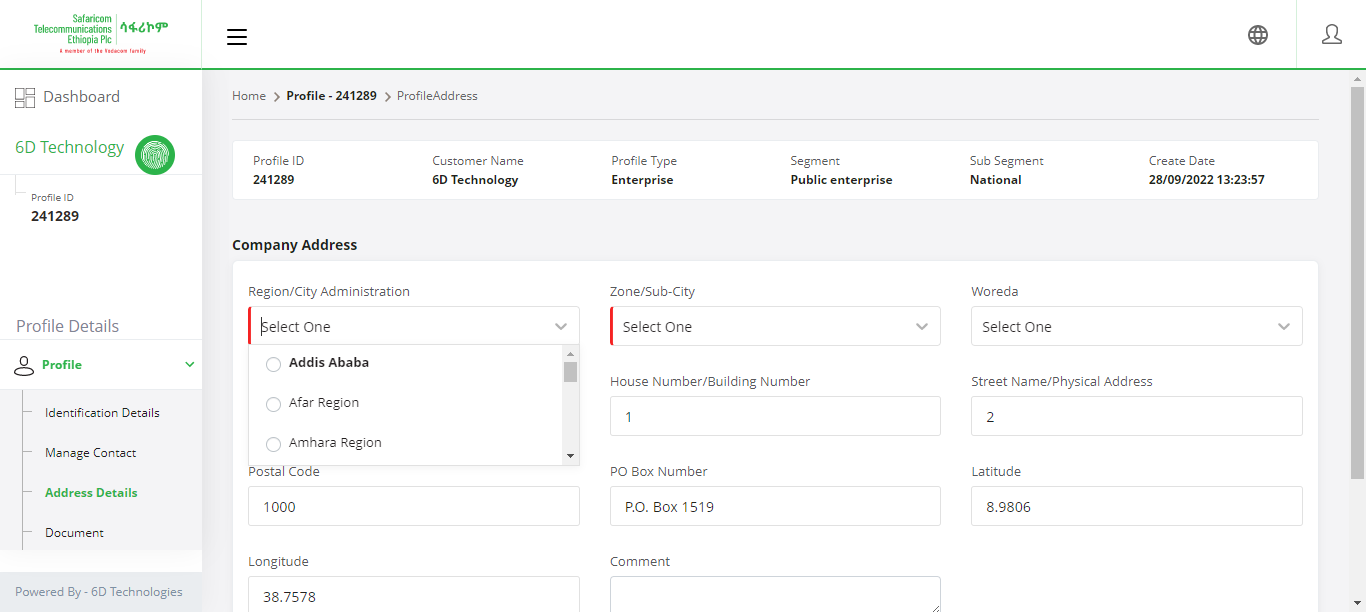 Safaricom
Telecommunications
Ethiopia Plc
ሳፋሪኮም
A member of the Vodacom family
Dashboard
6D Technology
Profile ID
241289
Profile Details
Profile
Identification Details
Manage Contact
Address Details
Document
Powered By - 6D Technologies
Home > Profile - 241289 > ProfileAddress
Profile ID Customer Name Profile Type Segment Sub Segment Create Date
241289 6D Technology Enterprise Public enterprise National 28/09/2022 13:23:57
Company Address
Region/City Administration Zone/Sub-City Woreda
Select One Select One Select One
Addis Ababa
Afar Region
Amhara Region
House Number/Building Number Street Name/Physical Address
1 2
Postal Code PO Box Number Latitude
1000 P.O. Box 1519 8.9806
Longitude Comment
38.7578